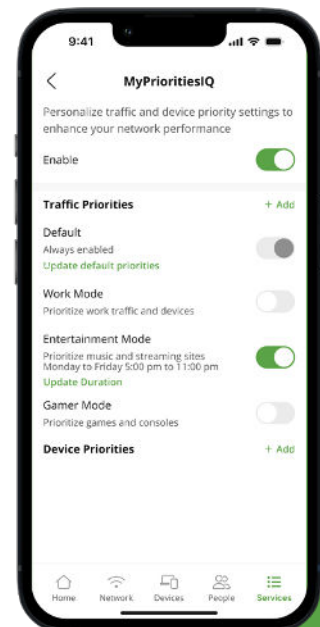 9:41
MyPrioritiesIQ
Personalize traffic and device priority settings to
enhance your network performance
Enable
Traffic Priorities + Add
Default
Always enabled
Update default priorities
Work Mode
Prioritize work traffic and devices
Entertainment Mode
Prioritize music and streaming sites
Monday to Friday 5:00 pm to 11:00 pm
Update Duration
Gamer Mode
Prioritize games and consoles
Device Priorities + Add
Home Network Devices People Services